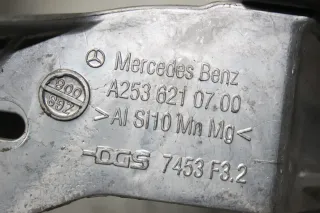 Mercedes Benz
A253 621 07.00
>Al SI10 Mn Mg<
DGS 7453 F3.2